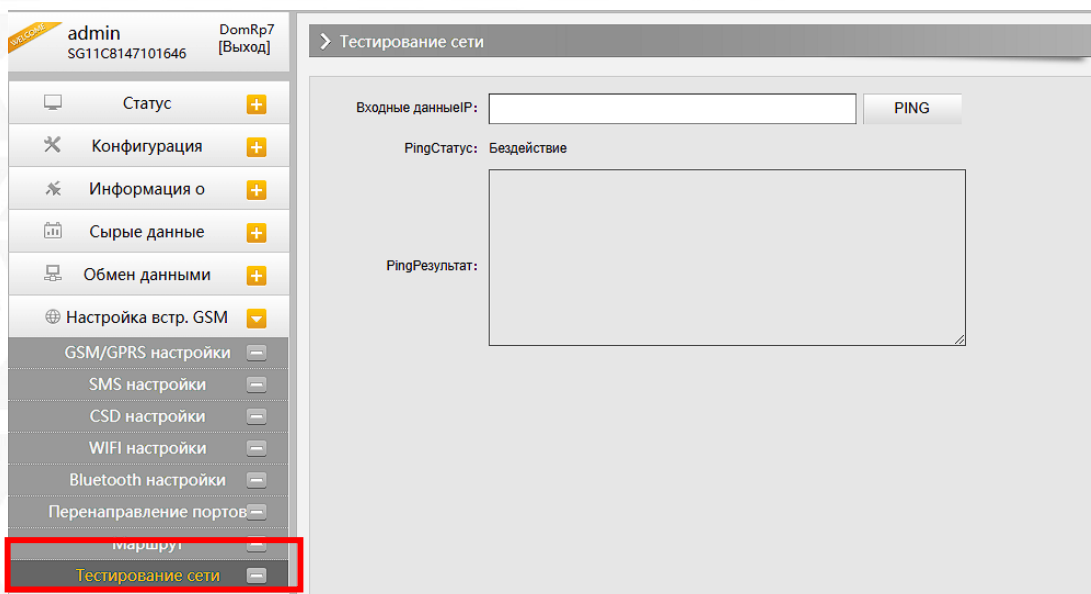 WELCOME
admin
DomRp7
SG11C8147101646
[Выход]
Статус
Конфигурация
Информация о
Сырые данные
Обмен данными
Настройка встр. GSM
GSM/GPRS настройки
SMS настройки
CSD настройки
WIFI настройки
Bluetooth настройки
Перенаправление портов
Маршрут
Тестирование сети
Тестирование сети
Входные данныеIP:
PING
PingСтатус: Бездействие
PingРезультат: